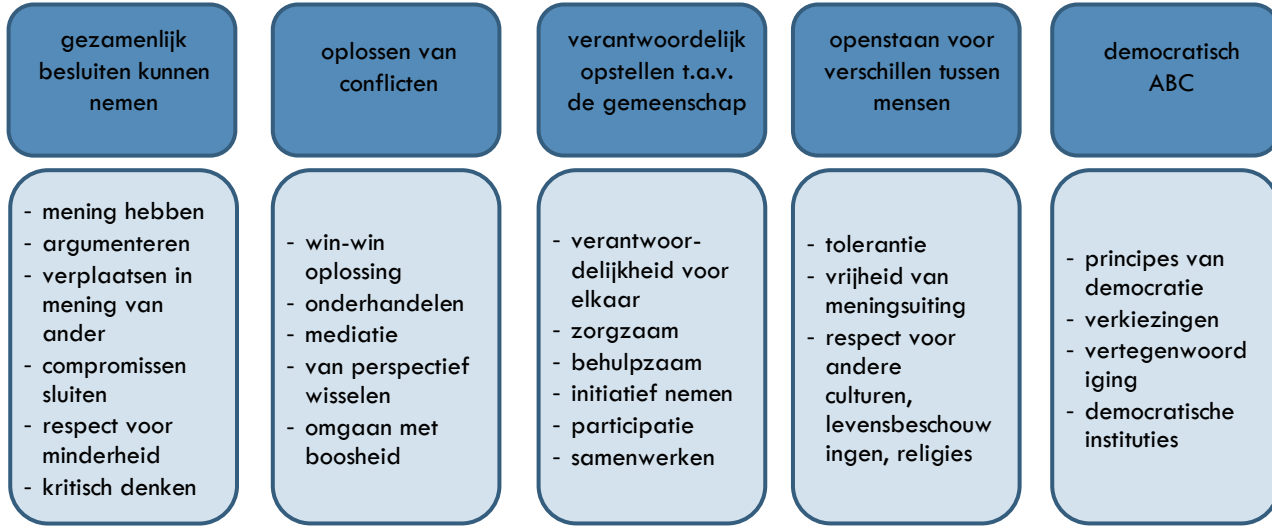 gezamenlijk
besluiten kunnen
nemen
oplossen van
conflicten
verantwoordelijk
opstellen t.a.v.
de gemeenschap
openstaan voor
verschillen tussen
mensen
democratisch
ABC
- mening hebben
- argumenteren
- verplaatsen in
mening van
ander
- compromissen
sluiten
- respect voor
minderheid
- kritisch denken
- win-win
oplossing
- onderhandelen
- mediatie
- van perspectief
wisselen
- omgaan met
boosheid
- verantwoor-
delijkheid voor
elkaar
- zorgzaam
- behulpzaam
- initiatief nemen
- participatie
- samenwerken
- tolerantie
- vrijheid van
meningsuiting
- respect voor
andere
culturen,
levensbeschouw
ingen, religies
- principes van
democratie
- verkiezingen
- vertegenwoord
iging
- democratische
instituties